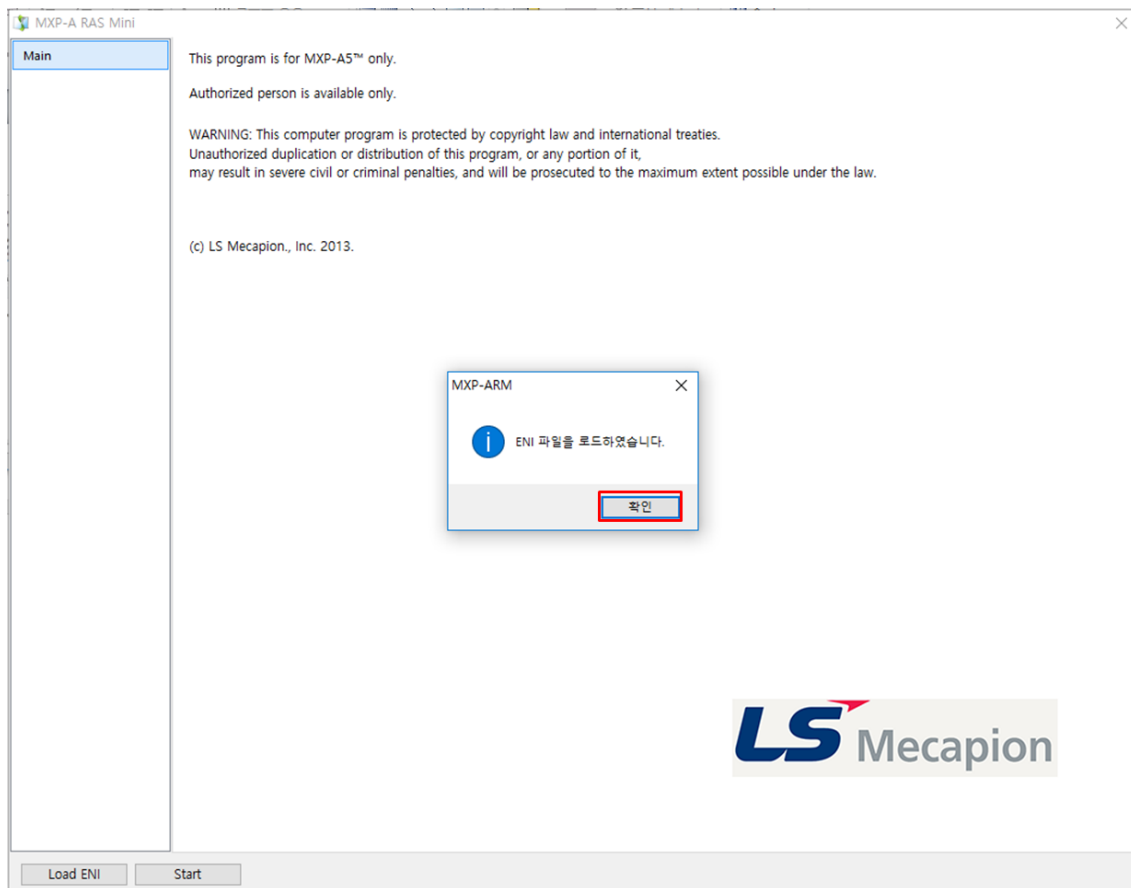 MXP-A RAS Mini
Main
This program is for MXP-A5™ only.
Authorized person is available only.
WARNING: This computer program is protected by copyright law and international treaties.
Unauthorized duplication or distribution of this program, or any portion of it,
may result in severe civil or criminal penalties, and will be prosecuted to the maximum extent possible under the law.
(c) LS Mecapion., Inc. 2013.
MXP-ARM
ENI 파일을 로드하였습니다.
확인
LS Mecapion
Load ENI
Start